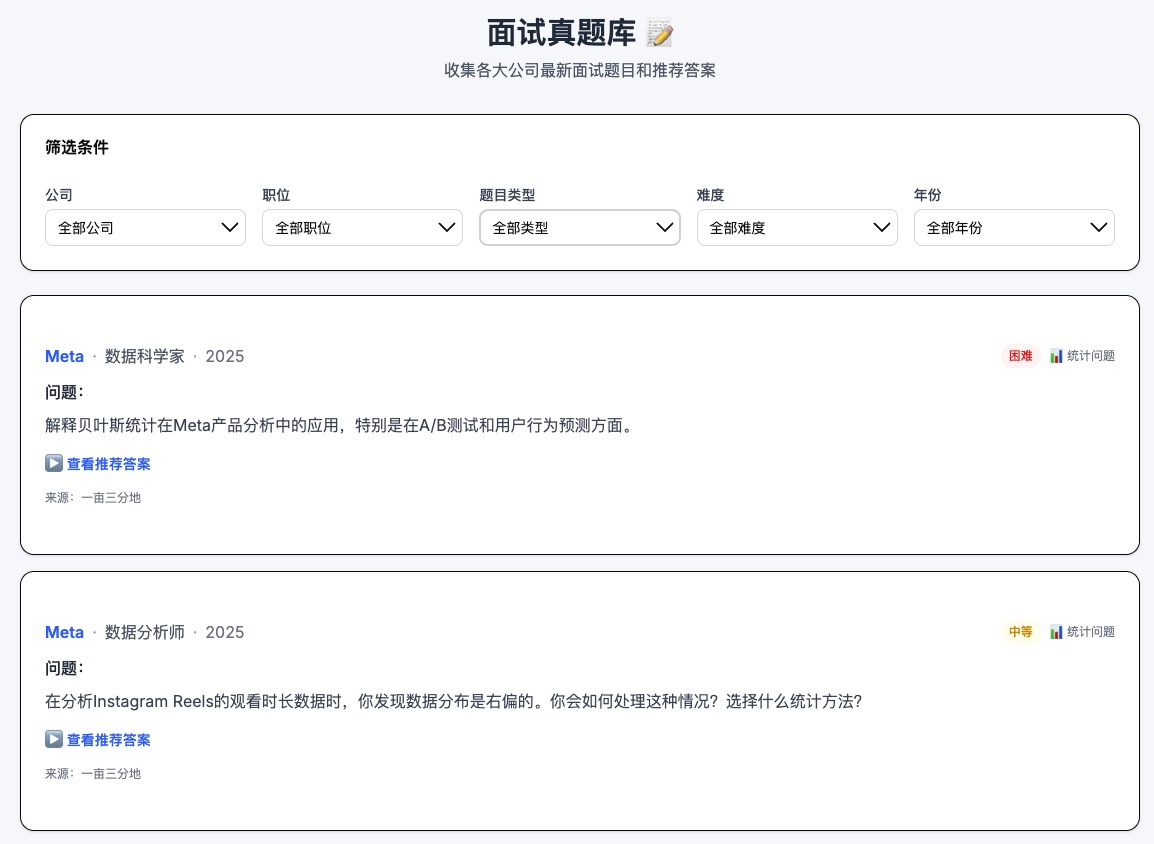 面试真题库 📝
收集各大公司最新面试题目和推荐答案
筛选条件
公司 职位 题目类型 难度 年份
全部公司 全部职位 全部类型 全部难度 全部年份
Meta · 数据科学家 · 2025 困难 📊 统计问题
问题：
解释贝叶斯统计在Meta产品分析中的应用，特别是在A/B测试和用户行为预测方面。
▶️ 查看推荐答案
来源：一亩三分地
Meta · 数据分析师 · 2025 中等 📊 统计问题
问题：
在分析Instagram Reels的观看时长数据时，你发现数据分布是右偏的。你会如何处理这种情况？选择什么统计方法？
▶️ 查看推荐答案
来源：一亩三分地